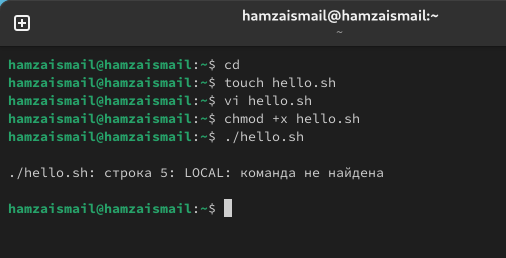 hamzaismail@hamzaismail:~
~
hamzaismail@hamzaismail:~$ cd
hamzaismail@hamzaismail:~$ touch hello.sh
hamzaismail@hamzaismail:~$ vi hello.sh
hamzaismail@hamzaismail:~$ chmod +x hello.sh
hamzaismail@hamzaismail:~$ ./hello.sh
./hello.sh: строка 5: LOCAL: команда не найдена
hamzaismail@hamzaismail:~$